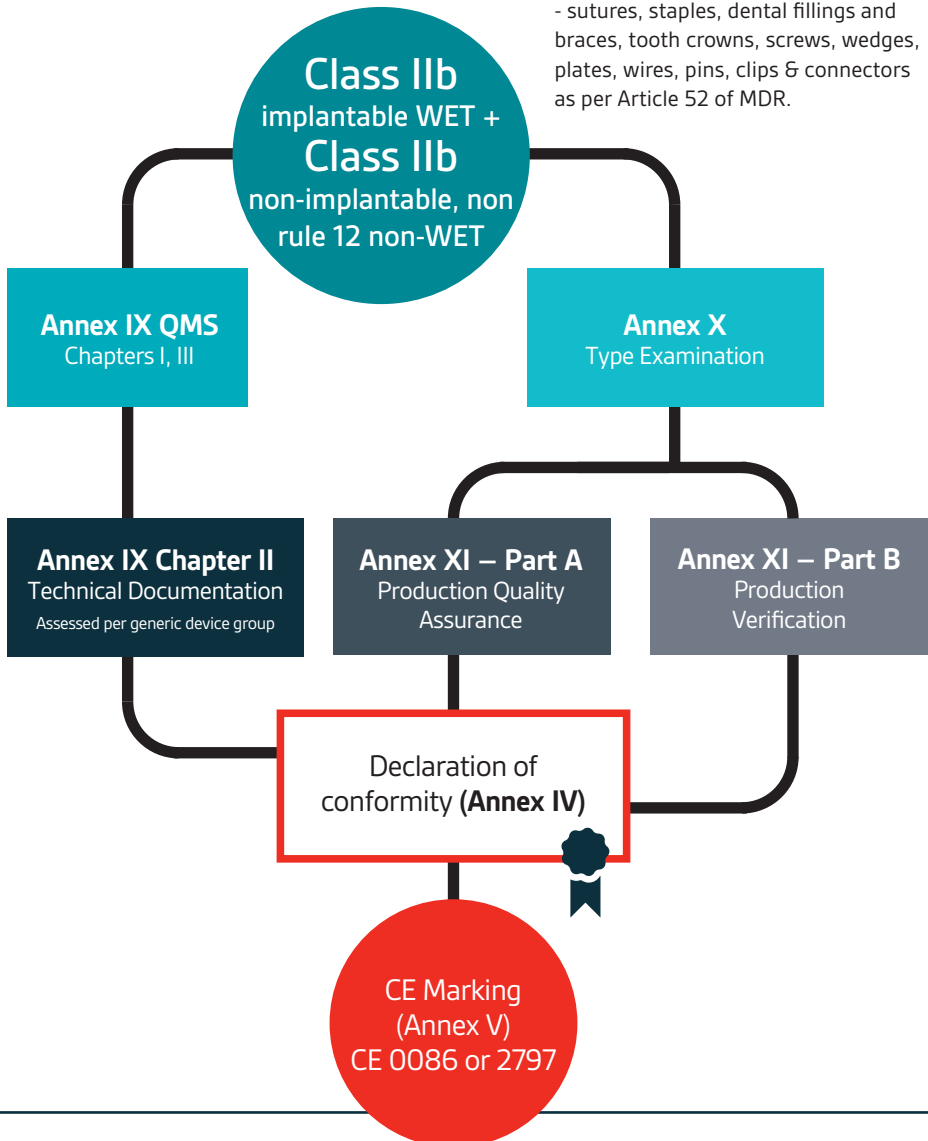 - sutures, staples, dental fillings and
braces, tooth crowns, screws, wedges,
plates, wires, pins, clips & connectors
as per Article 52 of MDR.
Class IIb
implantable WET +
Class IIb
non-implantable, non
rule 12 non-WET
Annex IX QMS
Chapters I, III
Annex X
Type Examination
Annex IX Chapter II
Technical Documentation
Assessed per generic device group
Annex XI – Part A
Production Quality
Assurance
Annex XI – Part B
Production
Verification
Declaration of
conformity (Annex IV)
CE Marking
(Annex V)
CE 0086 or 2797